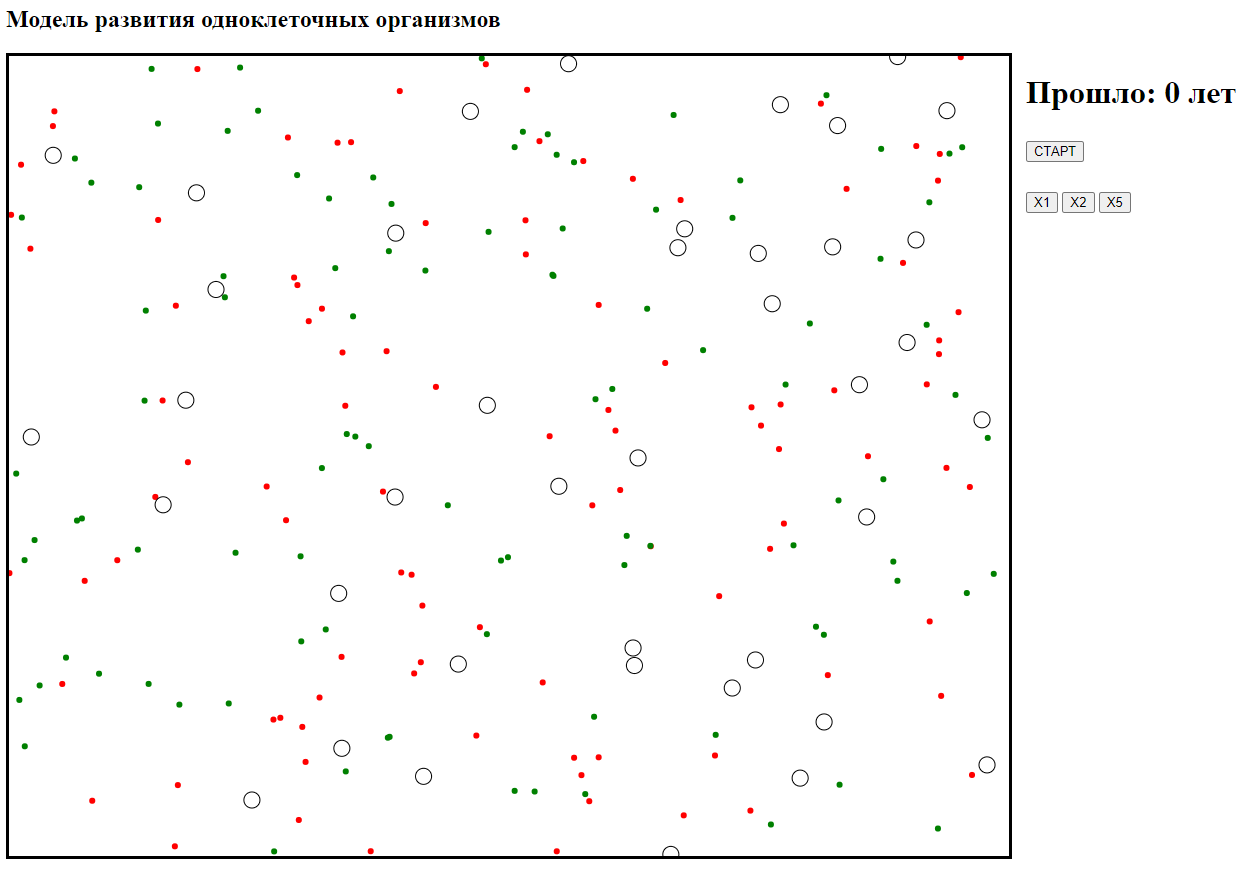 Модель развития одноклеточных организмов
Прошло: 0 лет
СТАРТ
X1 X2 X5